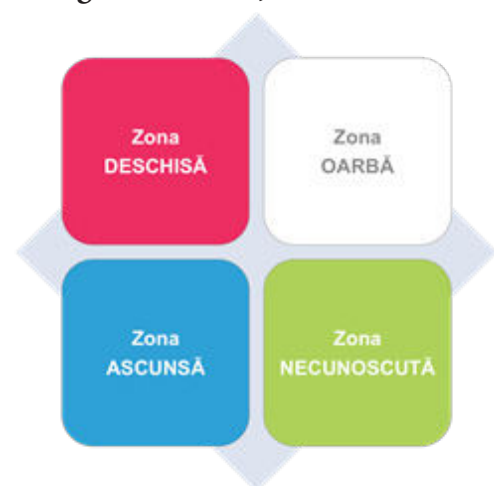 Zona
DESCHISĂ
Zona
OARBĂ
Zona
ASCUNSĂ
Zona
NECUNOSCUTĂ